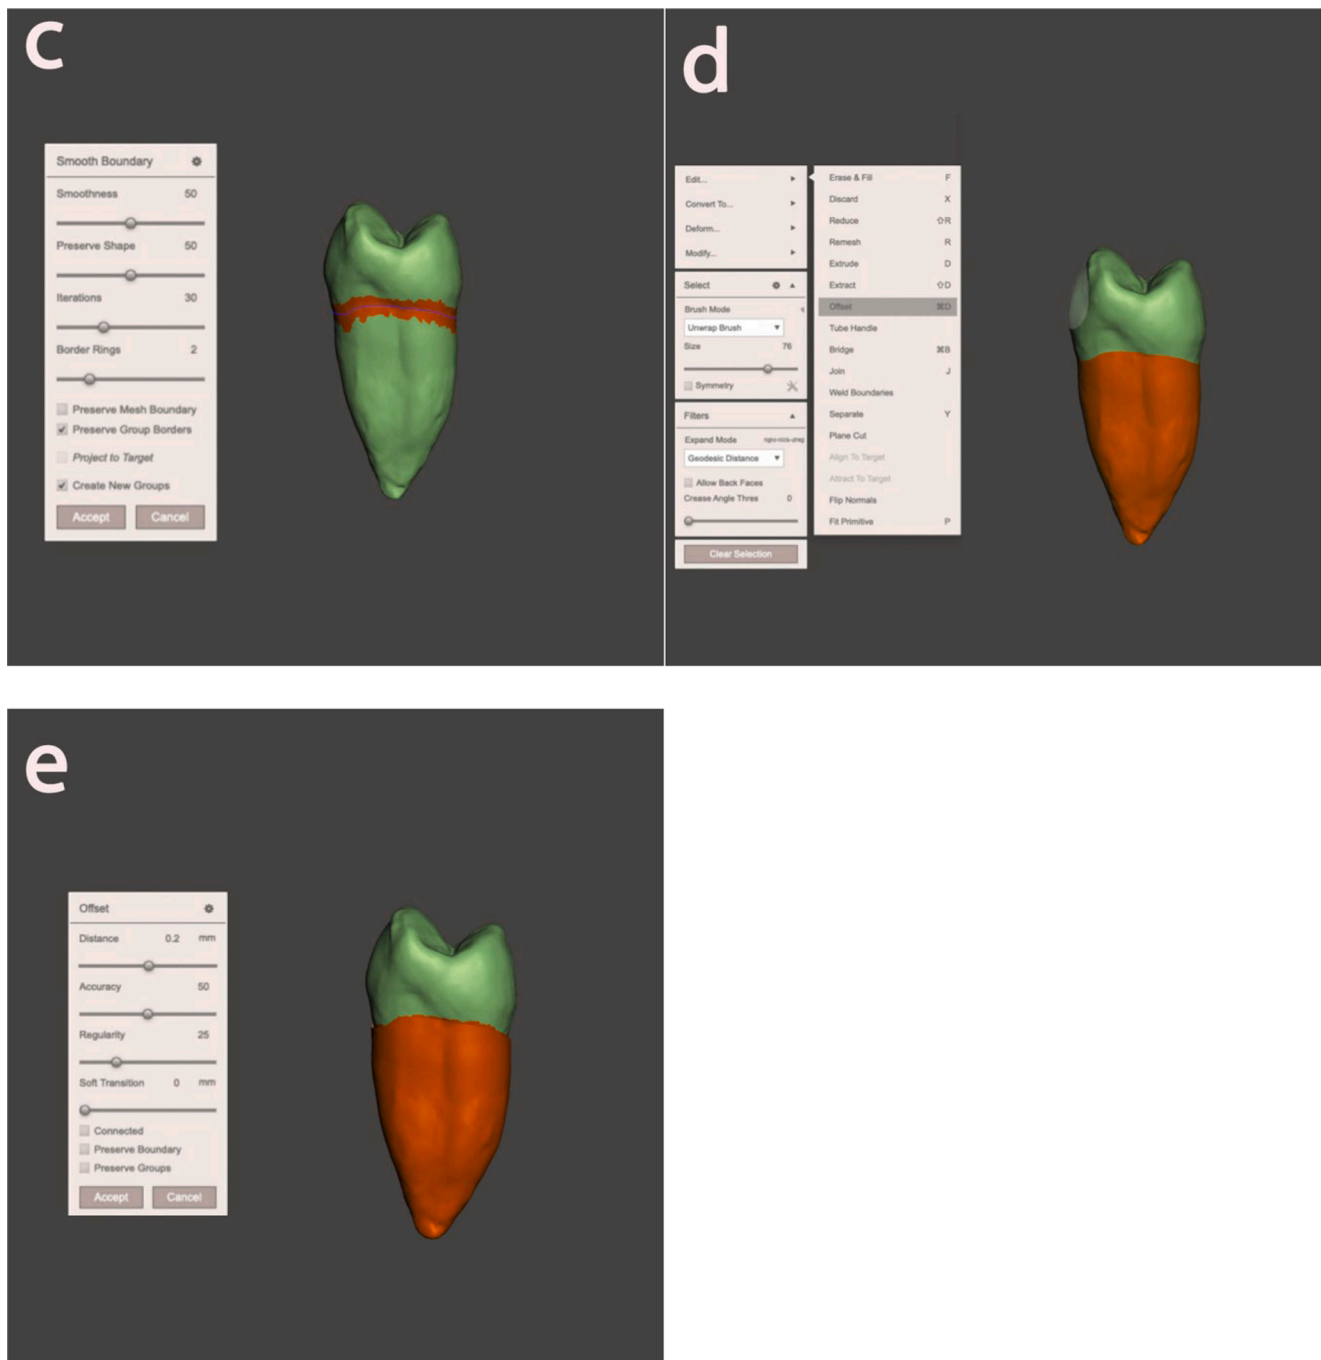 c
Smooth Boundary
Smoothness 50
Preserve Shape 50
Iterations 30
Border Rings 2
Preserve Mesh Boundary
Preserve Group Borders
Project to Target
Create New Groups
Accept Cancel
d
Edit...
Convert To...
Deform...
Modify...
Select
Brush Mode
Unwrap Brush
Size 76
Symmetry
Filters
Expand Mode right-click-drag
Geodesic Distance
Allow Back Faces
Crease Angle Thres 0
Clear Selection
Erase & Fill F
Discard X
Reduce ⇧R
Remesh R
Extrude D
Extract ⇧D
Offset ⌘D
Tube Handle
Bridge ⌘B
Join J
Weld Boundaries
Separate Y
Plane Cut
Align To Target
Attract To Target
Flip Normals
Fit Primitive P
e
Offset
Distance 0.2 mm
Accuracy 50
Regularity 25
Soft Transition 0 mm
Connected
Preserve Boundary
Preserve Groups
Accept Cancel